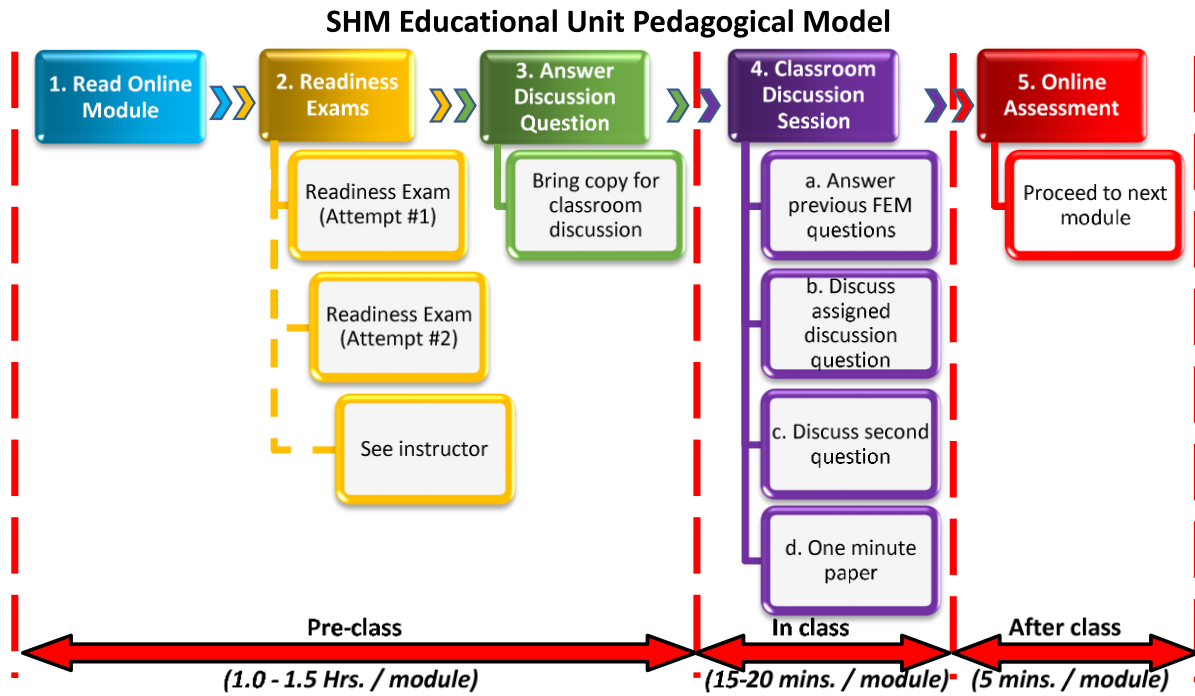 SHM Educational Unit Pedagogical Model
1. Read Online
Module
2. Readiness
Exams
Readiness Exam
(Attempt #1)
Readiness Exam
(Attempt #2)
See instructor
3. Answer
Discussion
Question
Bring copy for
classroom
discussion
4. Classroom
Discussion
Session
a. Answer
previous FEM
questions
b. Discuss
assigned
discussion
question
c. Discuss second
question
d. One minute
paper
5. Online
Assessment
Proceed to next
module
Pre-class
(1.0 - 1.5 Hrs. / module)
In class
(15-20 mins. / module)
After class
(5 mins. / module)